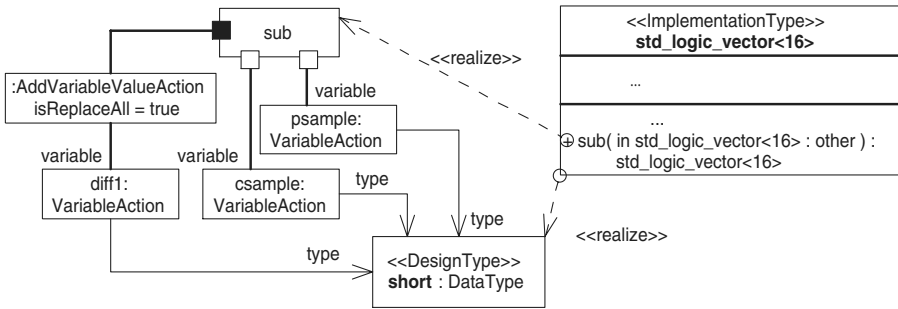 sub
<<realize>>
<<ImplementationType>>
std_logic_vector<16>
...
...
sub( in std_logic_vector<16> : other ) :
std_logic_vector<16>
:AddVariableValueAction
isReplaceAll = true
variable
psample:
VariableAction
variable
variable
diff1:
VariableAction
csample:
VariableAction
type
type
type
<<realize>>
<<DesignType>>
short : DataType